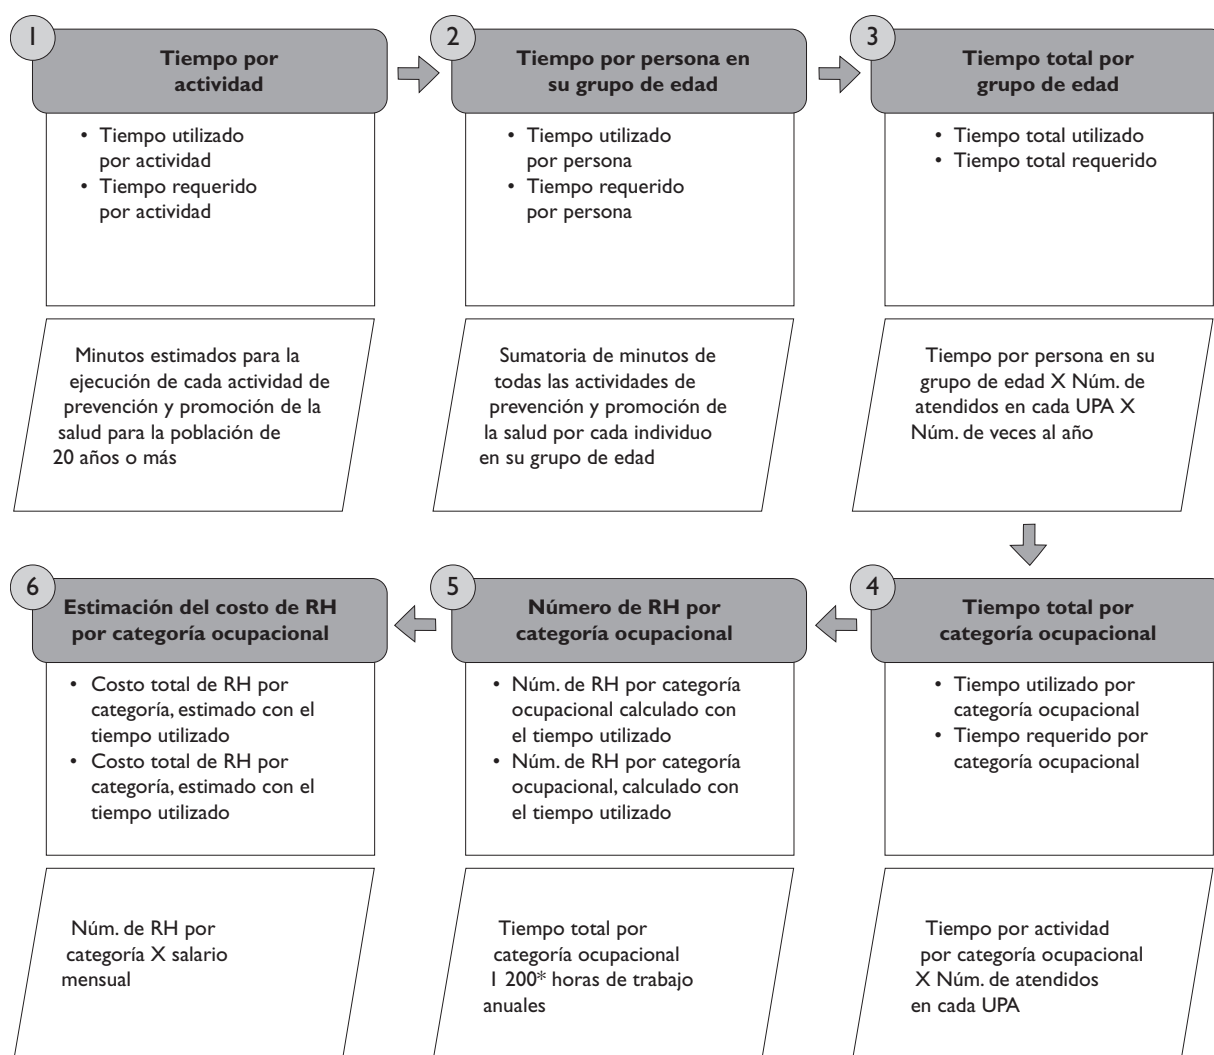 1
Tiempo por
actividad
• Tiempo utilizado
por actividad
• Tiempo requerido
por actividad
Minutos estimados para la
ejecución de cada actividad de
prevención y promoción de la
salud para la población de
20 años o más
2
Tiempo por persona en
su grupo de edad
• Tiempo utilizado
por persona
• Tiempo requerido
por persona
Sumatoria de minutos de
todas las actividades de
prevención y promoción de
la salud por cada individuo
en su grupo de edad
3
Tiempo total por
grupo de edad
• Tiempo total utilizado
• Tiempo total requerido
Tiempo por persona en su
grupo de edad X Núm. de
atendidos en cada UPA X
Núm. de veces al año
4
Tiempo total por
categoría ocupacional
• Tiempo utilizado por
categoría ocupacional
• Tiempo requerido por
categoría ocupacional
Tiempo por actividad
por categoría ocupacional
X Núm. de atendidos
en cada UPA
5
Número de RH por
categoría ocupacional
• Núm. de RH por categoría
ocupacional calculado con
el tiempo utilizado
• Núm. de RH por categoría
ocupacional, calculado con
el tiempo utilizado
Tiempo total por
categoría ocupacional
1 200* horas de trabajo
anuales
6
Estimación del costo de RH
por categoría ocupacional
• Costo total de RH por
categoría, estimado con el
tiempo utilizado
• Costo total de RH por
categoría, estimado con el
tiempo utilizado
Núm. de RH por
categoría X salario
mensual